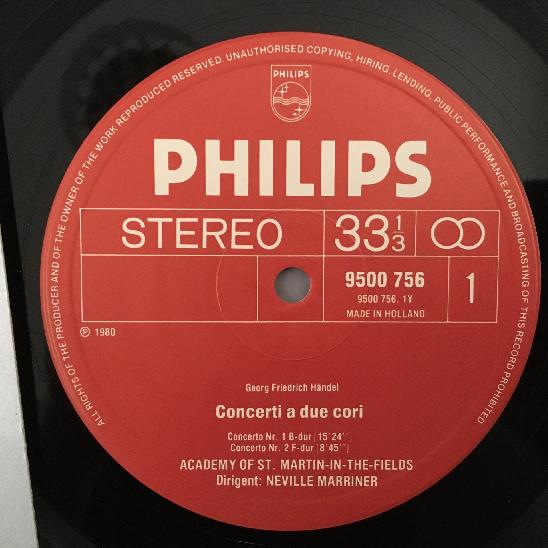 ALL RIGHTS OF THE PRODUCER AND OF THE OWNER OF THE WORK REPRODUCED RESERVED. UNAUTHORISED COPYING, HIRING, LENDING, PUBLIC PERFORMANCE AND BROADCASTING OF THIS RECORD PROHIBITED
PHILIPS
PHILIPS
STEREO 33⅓
9500 756 1
9500 756.1Y
MADE IN HOLLAND
℗ 1980
Georg Friedrich Händel
Concerti a due cori
Concerto Nr. 1 B-dur [15'24'']
Concerto Nr. 2 F-dur [8'45'']
ACADEMY OF ST. MARTIN-IN-THE-FIELDS
Dirigent: NEVILLE MARRINER